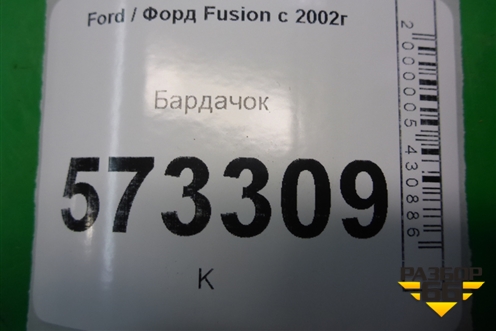 Ford / Форд Fusion с 2002г
Бардачок
573309
К
2000005430886
РАЗБОР